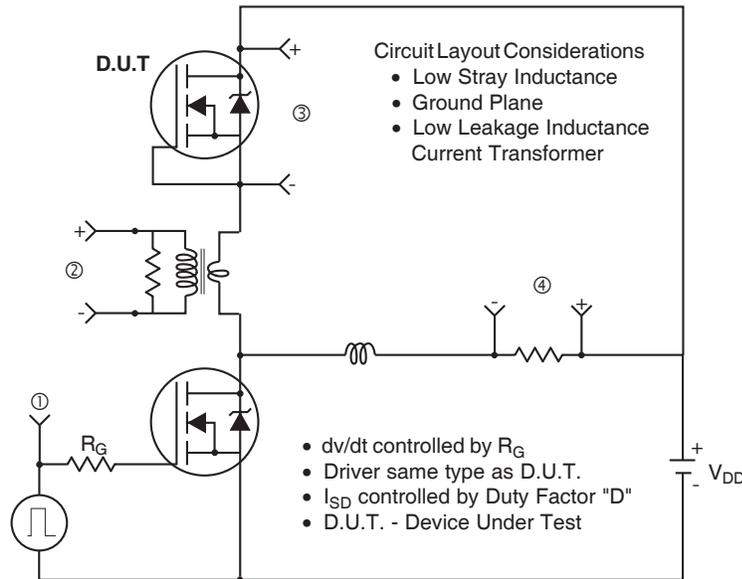 D.U.T
+
③
-
Circuit Layout Considerations
• Low Stray Inductance
• Ground Plane
• Low Leakage Inductance
Current Transformer
+
②
-
④
-
+
①
R_G
• dv/dt controlled by R_G
• Driver same type as D.U.T.
• I_SD controlled by Duty Factor "D"
• D.U.T. - Device Under Test
+
-
V_DD